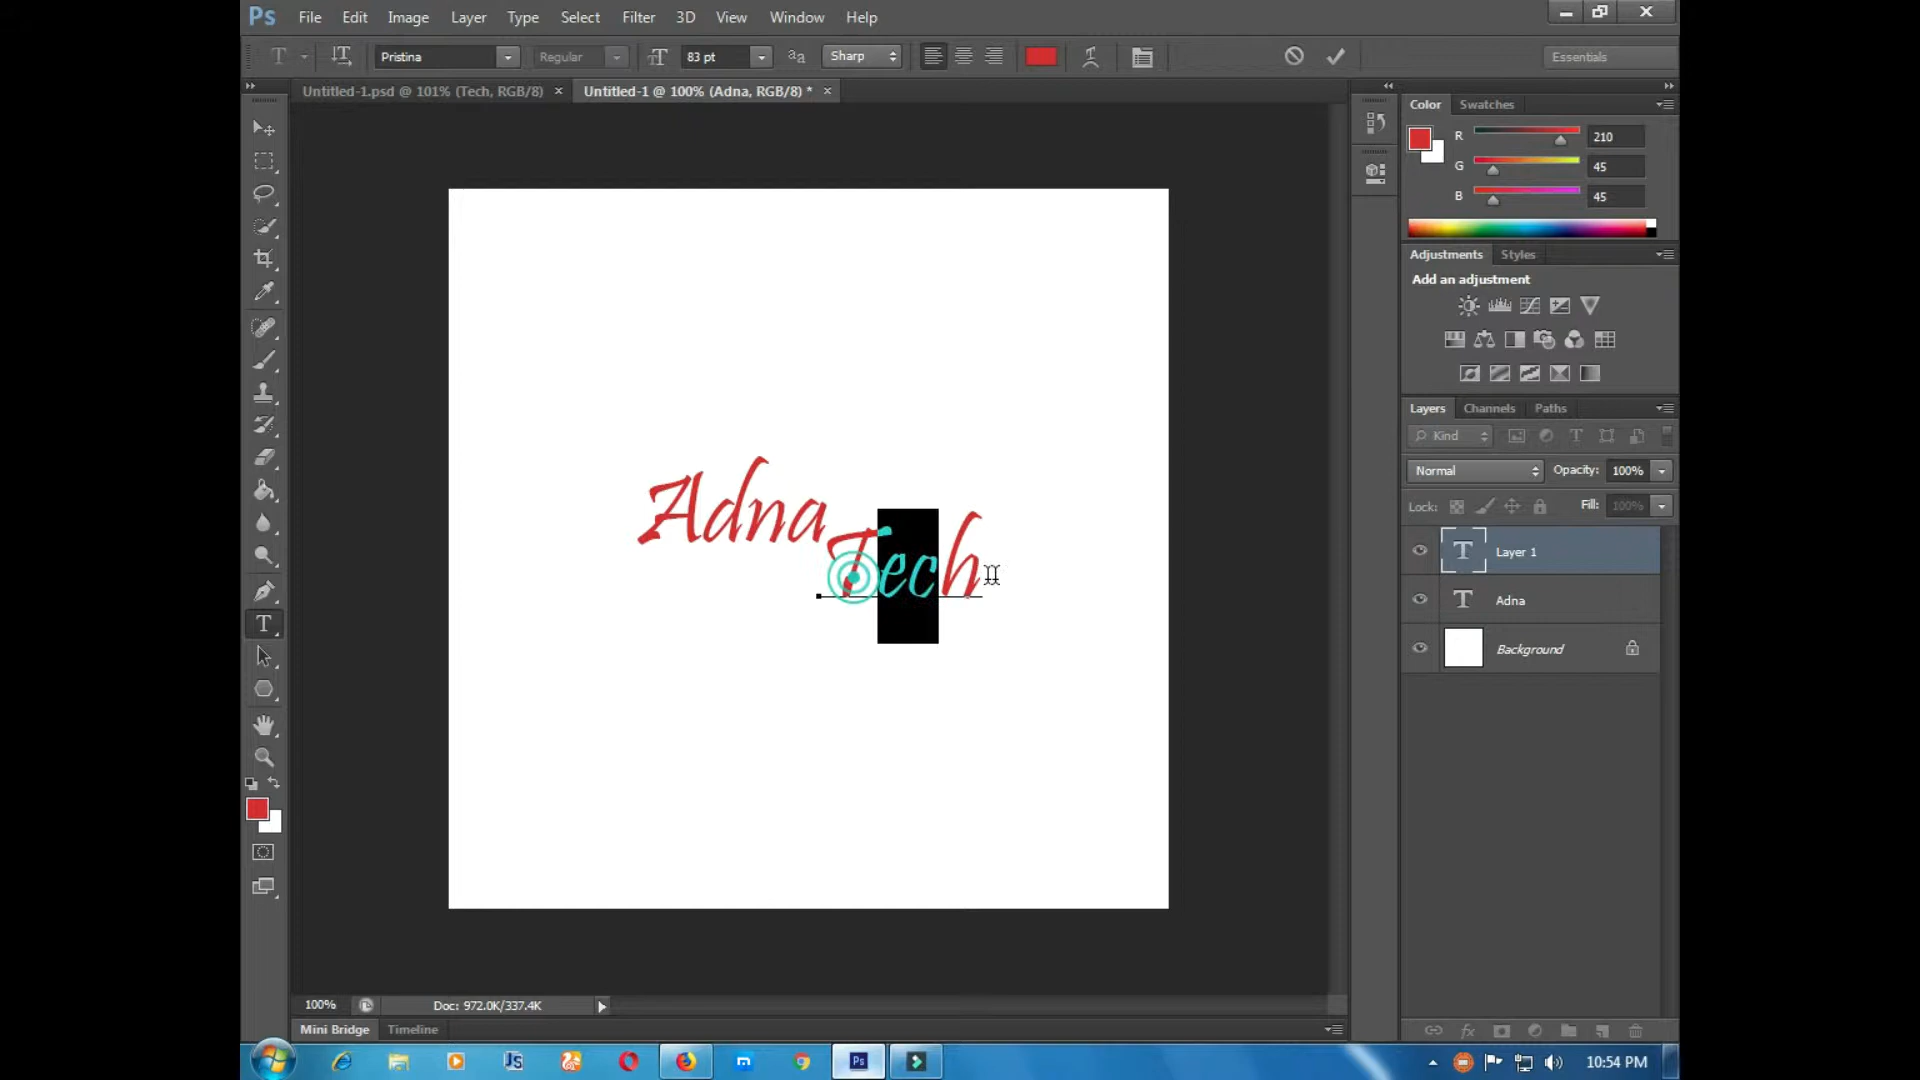 Ps File Edit Image Layer Type Select Filter 3D View Window Help
T Pristina Regular 83 pt Sharp Essentials
Untitled-1.psd @ 101% (Tech, RGB/8) × Untitled-1 @ 100% (Adna, RGB/8) * ×
Color Swatches
R 210
G 45
B 45
Adjustments Styles
Add an adjustment
Layers Channels Paths
Kind
Normal Opacity: 100%
Lock: Fill: 100%
T Layer 1
T Adna
Background
Adna
Tech
100% Doc: 972.0K/337.4K
Mini Bridge Timeline
JS Ps 10:54 PM